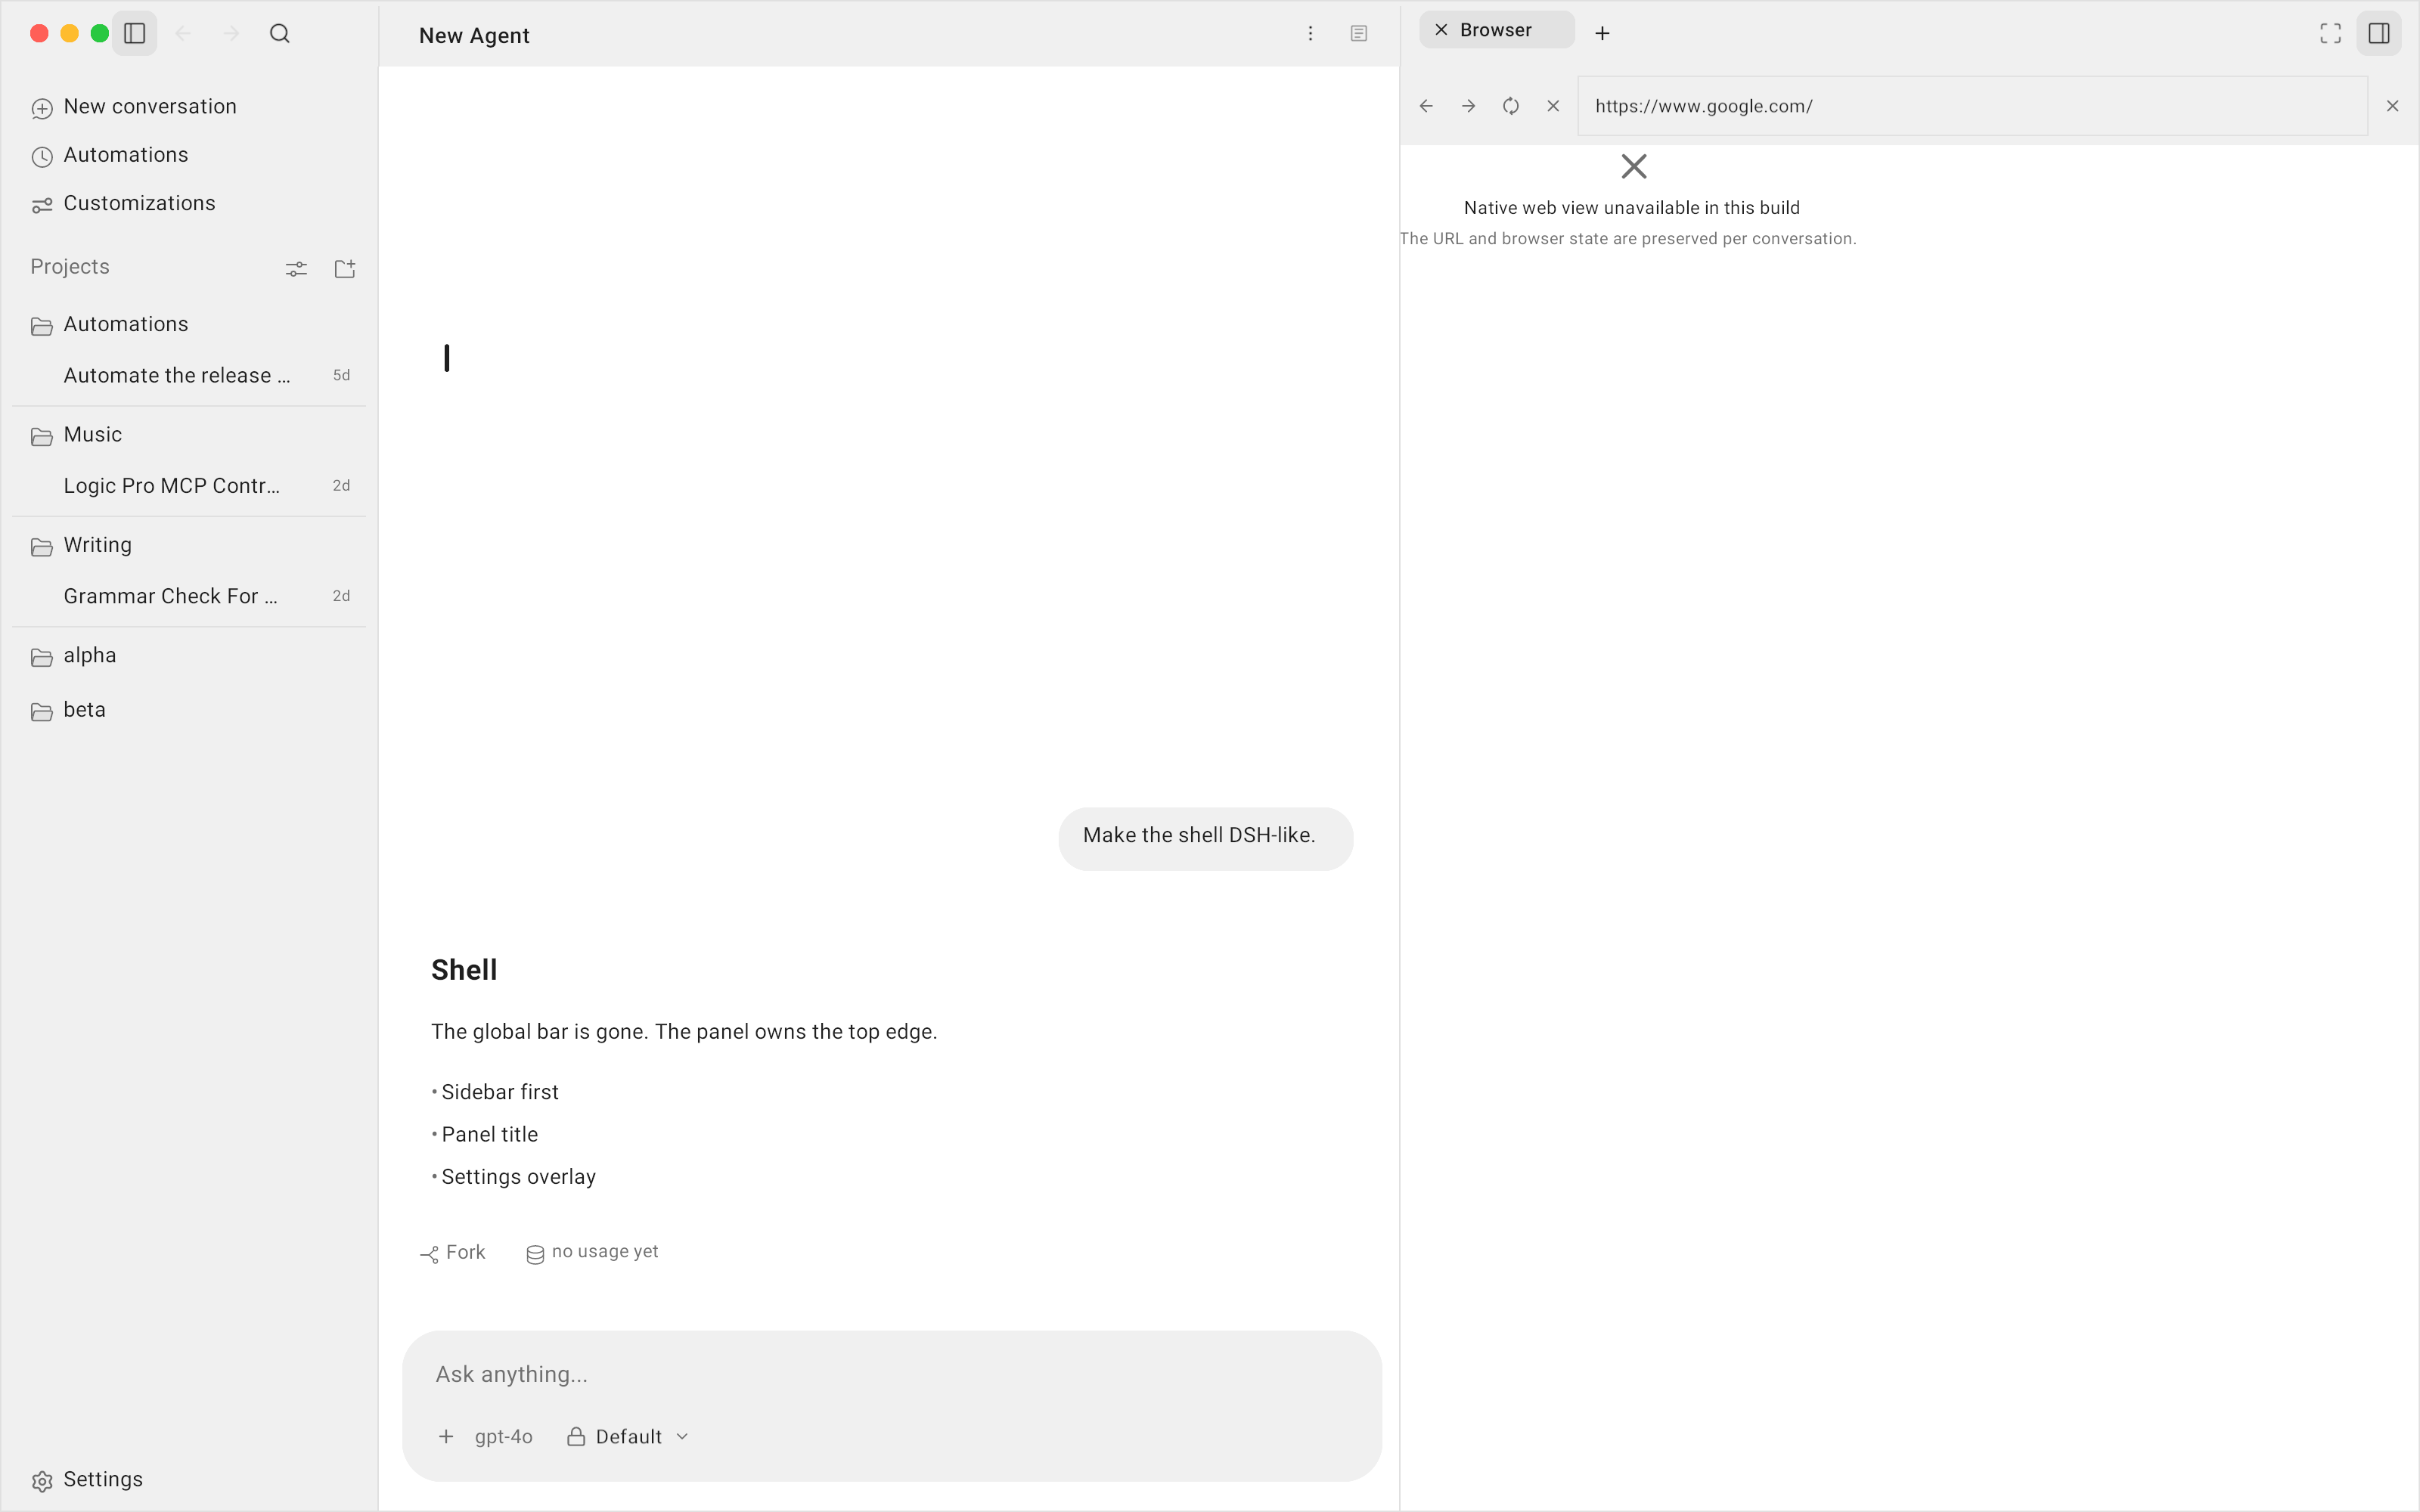 New conversation
Automations
Customizations
Projects
Automations
Automate the release ... 5d
Music
Logic Pro MCP Contr... 2d
Writing
Grammar Check For ... 2d
alpha
beta
Settings
New Agent
Make the shell DSH-like.
Shell
The global bar is gone. The panel owns the top edge.
• Sidebar first
• Panel title
• Settings overlay
Fork no usage yet
Ask anything...
gpt-4o Default
Browser
https://www.google.com/
Native web view unavailable in this build
The URL and browser state are preserved per conversation.